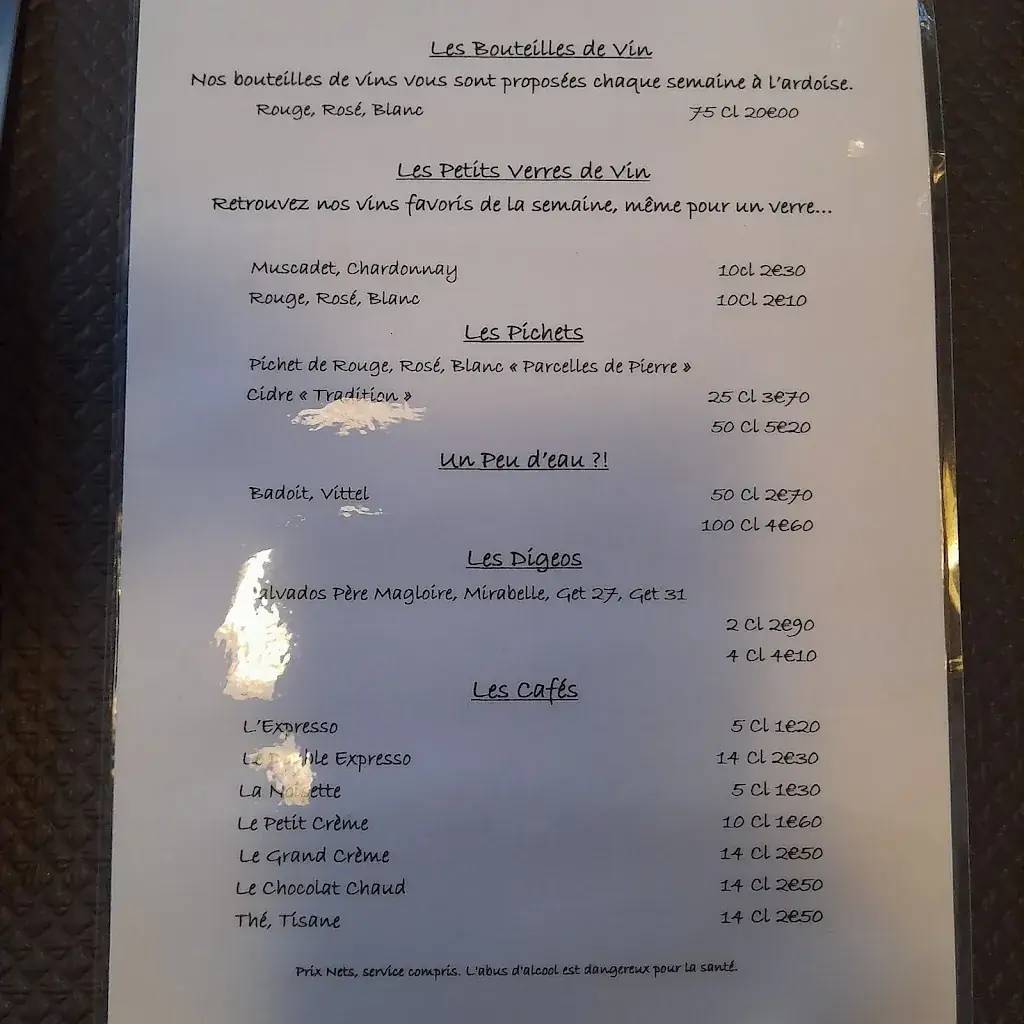 Les Bouteilles de Vin
Nos bouteilles de vins vous sont proposées chaque semaine à l'ardoise.
Rouge, Rosé, Blanc 75 Cl 20€00
Les Petits Verres de Vin
Retrouvez nos vins favoris de la semaine, même pour un verre...
Muscadet, Chardonnay 10cl 2€30
Rouge, Rosé, Blanc 10Cl 2€10
Les Pichets
Pichet de Rouge, Rosé, Blanc « Parcelles de Pierre »
Cidre « Tradition » 25 Cl 3€70
50 Cl 5€20
Un Peu d'eau ?!
Badoit, Vittel 50 Cl 2€70
100 Cl 4€60
Les Digeos
alvados Père Magloire, Mirabelle, Get 27, Get 31
2 Cl 2€90
4 Cl 4€10
Les Cafés
L'Expresso 5 Cl 1€20
Le Double Expresso 14 Cl 2€30
La Noisette 5 Cl 1€30
Le Petit Crème 10 Cl 1€60
Le Grand Crème 14 Cl 2€50
Le Chocolat Chaud 14 Cl 2€50
Thé, Tisane 14 Cl 2€50
Prix Nets, service compris. L'abus d'alcool est dangereux pour la santé.